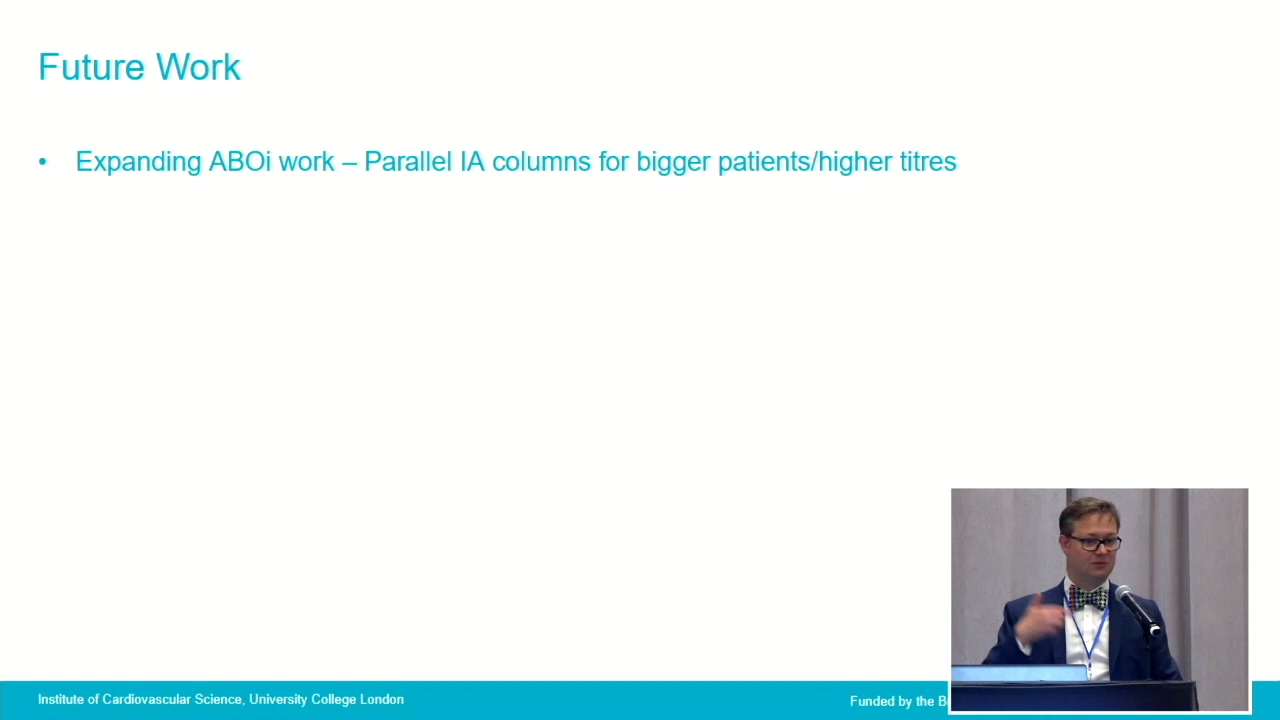 Future Work
• Expanding ABOi work – Parallel IA columns for bigger patients/higher titres
Institute of Cardiovascular Science, University College London
Funded by the